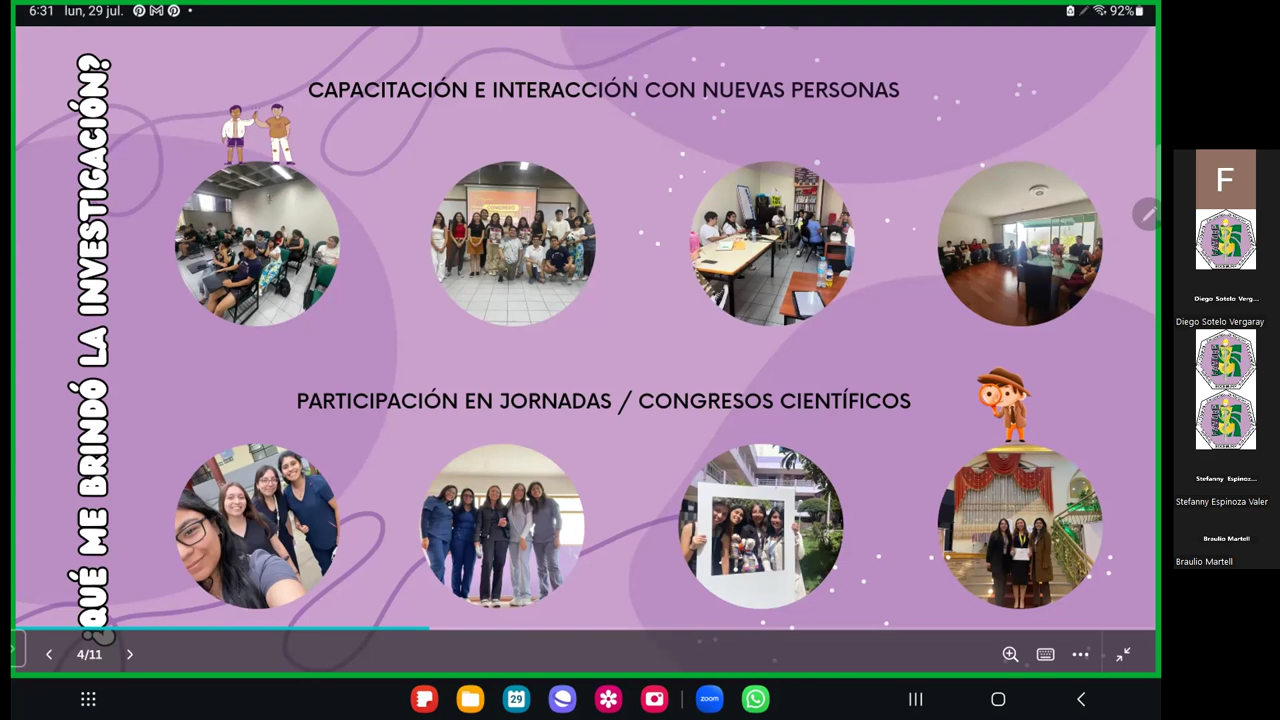 6:31 lun, 29 jul.
92%
¿QUÉ ME BRINDÓ LA INVESTIGACIÓN?
CAPACITACIÓN E INTERACCIÓN CON NUEVAS PERSONAS
CONGRESO
PARTICIPACIÓN EN JORNADAS / CONGRESOS CIENTÍFICOS
4/11
29
zoom
F
Diego Sotelo Verg...
Diego Sotelo Vergaray
Stefanny Espinoz...
Stefanny Espinoza Valer
Braulio Martell
Braulio Martell